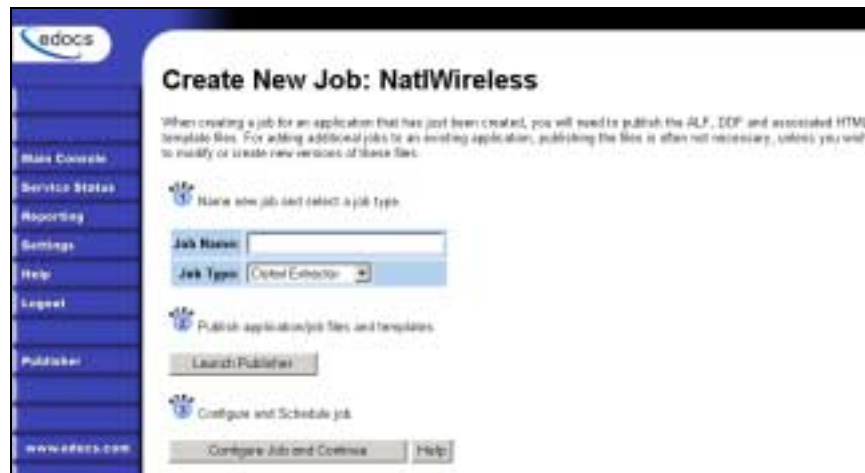 edocs
Create New Job: NatlWireless
When creating a job for an application that has just been created, you will need to publish the ALF, DDF and associated HTML
template files. For adding additional jobs to an existing application, publishing the files is often not necessary, unless you wish
to modify or create new versions of these files.
Main Console
Service Status
Reporting
Settings
Help
Logout
Publisher
www.edocs.com
1 Name new job and select a job type.
Job Name:
Job Type: Detail Extractor
2 Publish application/job files and templates.
Launch Publisher
3 Configure and Schedule job.
Configure Job and Continue
Help